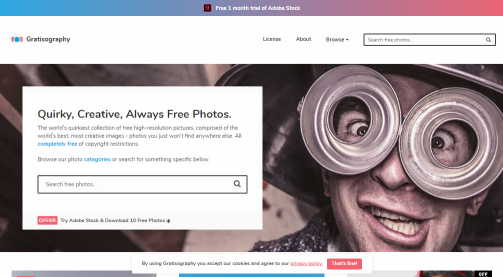 Free 1 month trial of Adobe Stock
Gratisography
License
About
Browse
Search free photos...
Quirky, Creative, Always Free Photos.
The world's quirkiest collection of free high-resolution pictures, comprised of the
world's best, most creative images - photos you just won't find anywhere else. All
completely free of copyright restrictions.
Browse our photo categories or search for something specific below.
Search free photos...
OFFER Try Adobe Stock & Download 10 Free Photos
By using Gratisography you accept our cookies and agree to our privacy policy. That's fine!
OFF